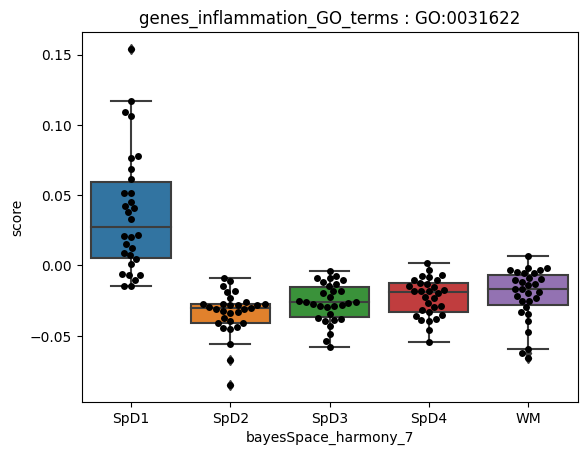 genes_inflammation_GO_terms : GO:0031622
0.15
0.10
0.05
0.00
−0.05
score
SpD1 SpD2 SpD3 SpD4 WM
bayesSpace_harmony_7